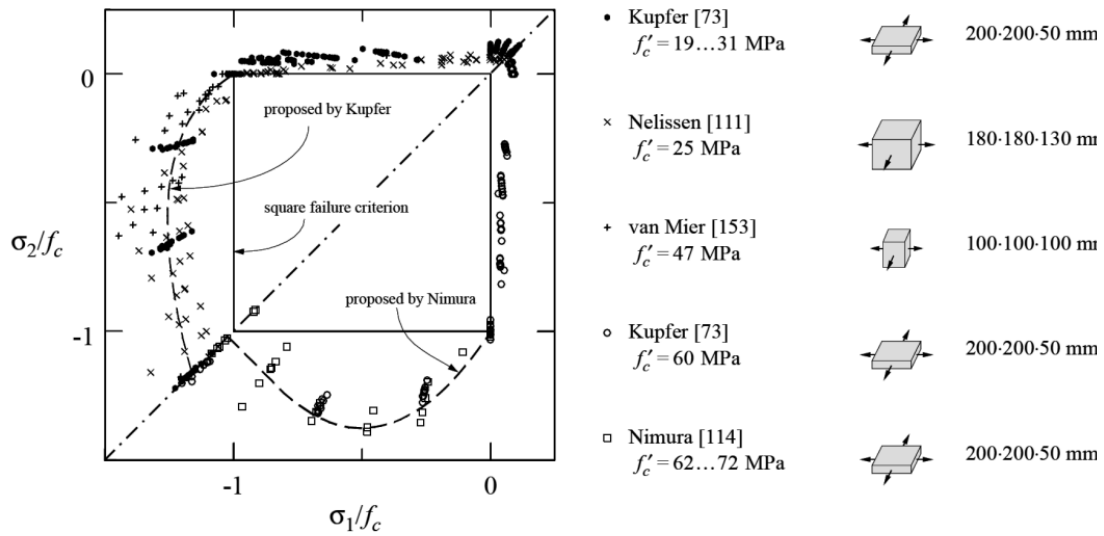 0
-1
σ2/fc
-1
0
σ1/fc
proposed by Kupfer
square failure criterion
proposed by Nimura
Kupfer [73]
f′c = 19…31 MPa
200·200·50 mm
Nelissen [111]
f′c = 25 MPa
180·180·130 mm
van Mier [153]
f′c = 47 MPa
100·100·100 mm
Kupfer [73]
f′c = 60 MPa
200·200·50 mm
Nimura [114]
f′c = 62…72 MPa
200·200·50 mm